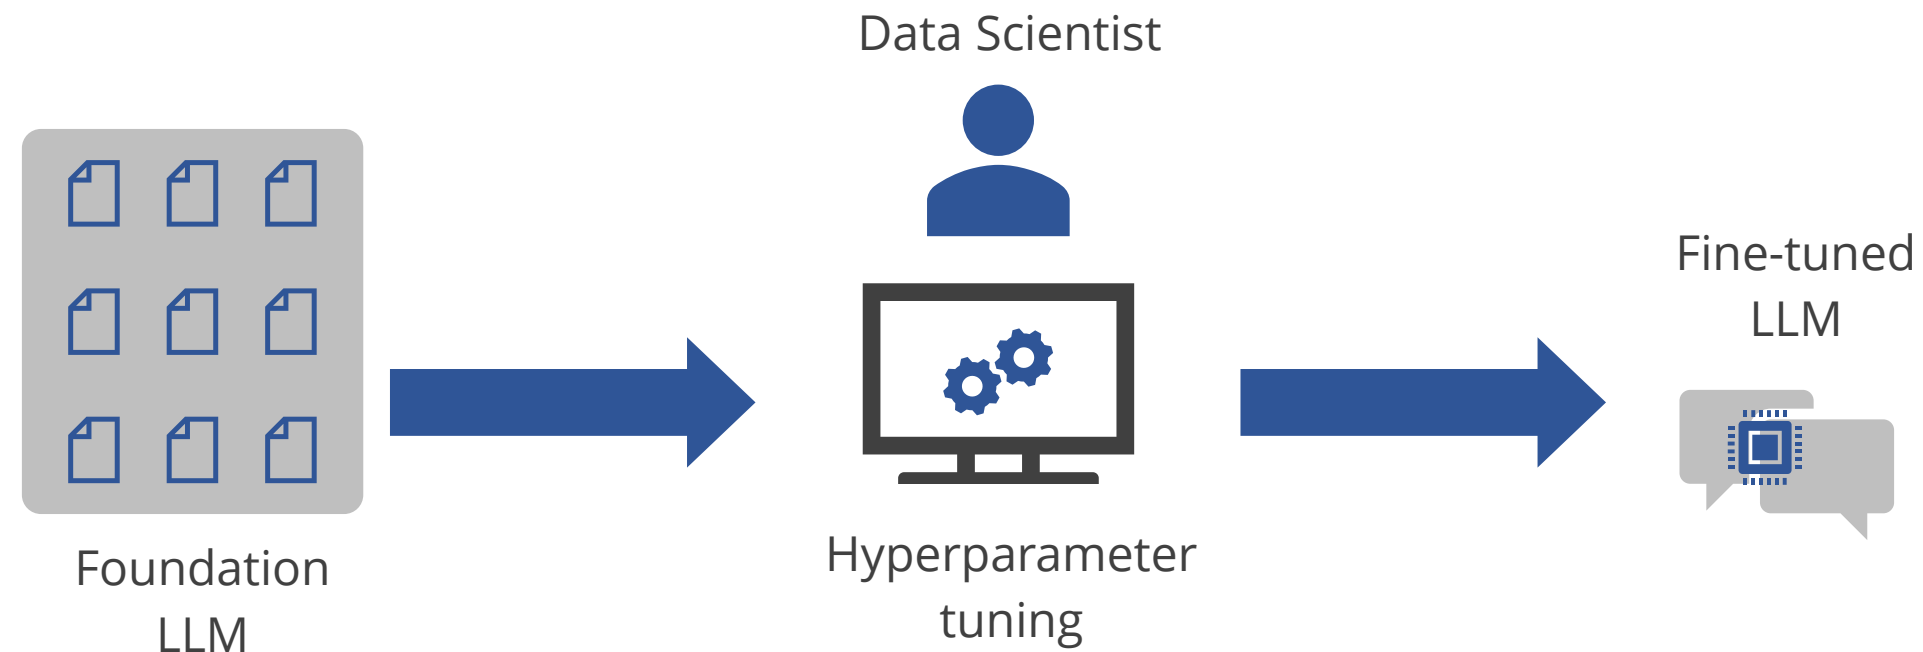 Data Scientist
Foundation
LLM
Hyperparameter
tuning
Fine-tuned
LLM